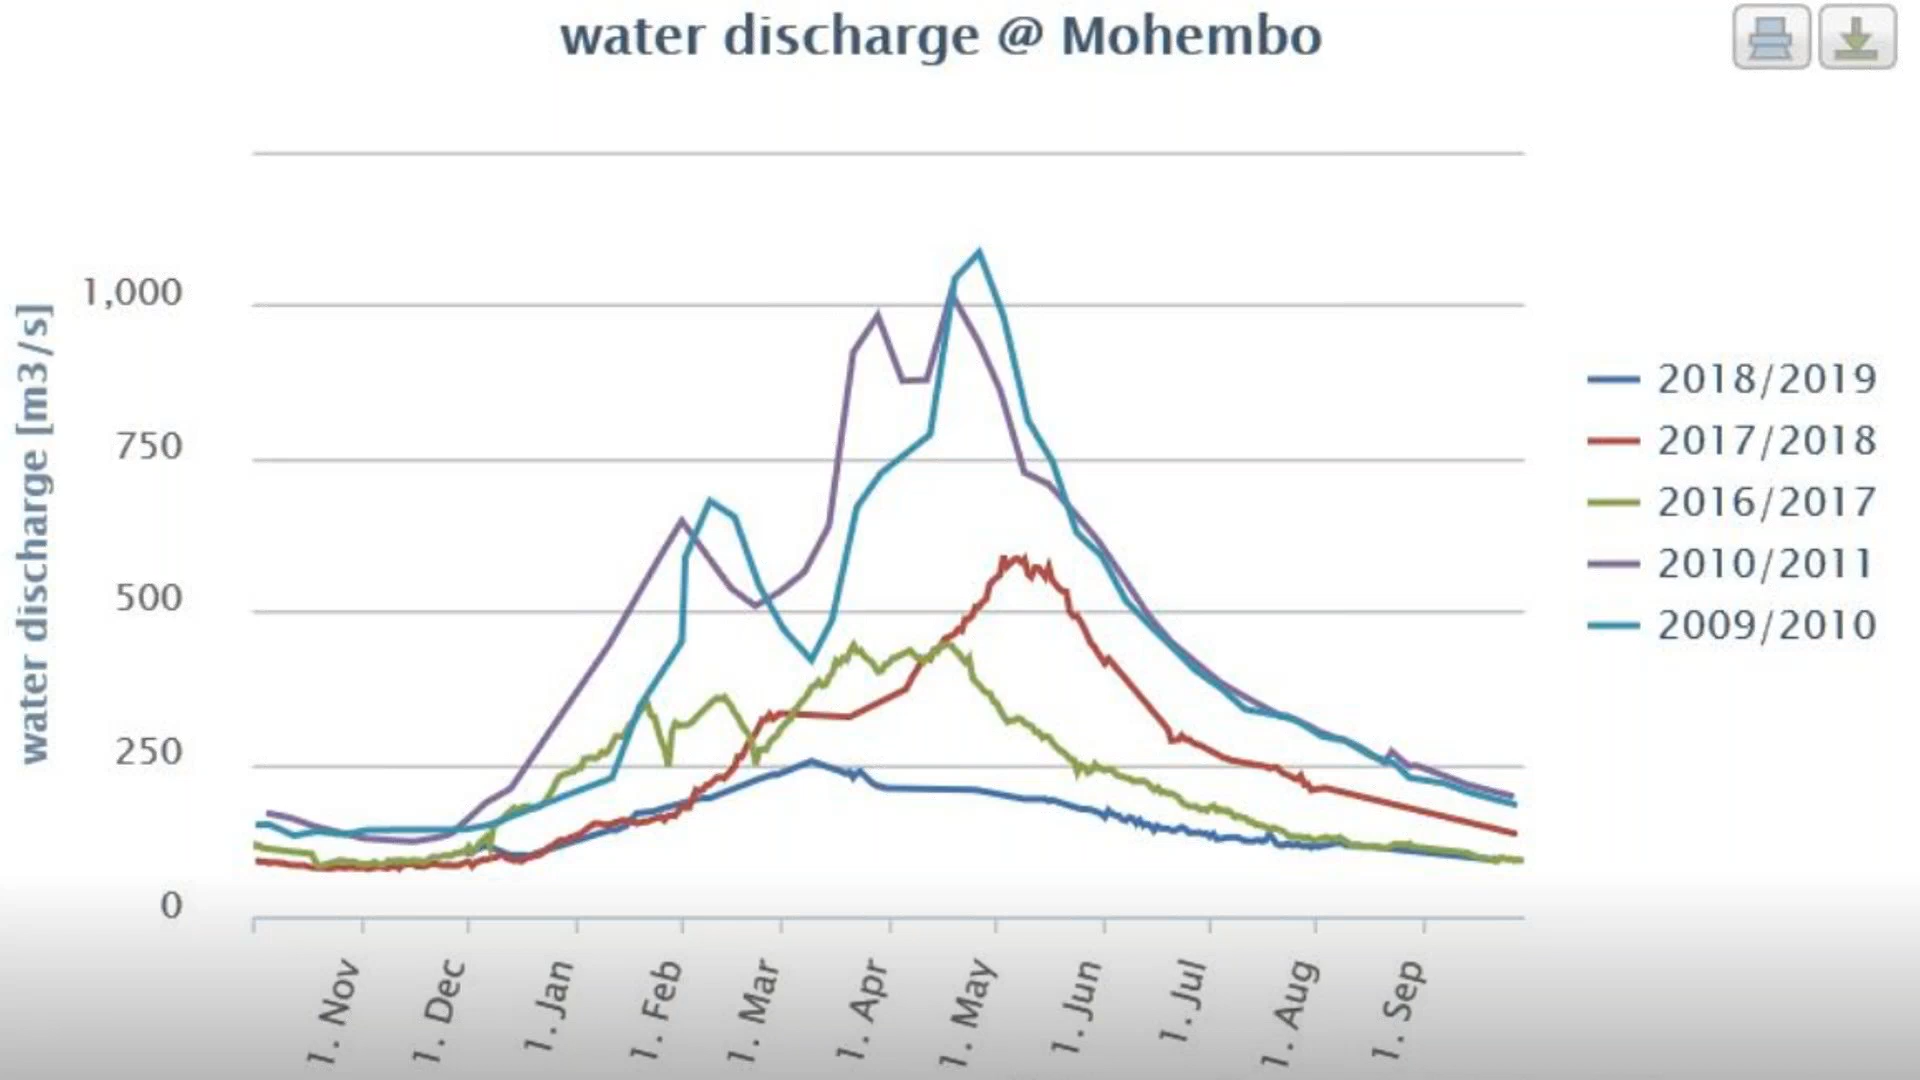 water discharge @ Mohembo
water discharge [m3/s]
1,000
750
500
250
0
1. Nov
1. Dec
1. Jan
1. Feb
1. Mar
1. Apr
1. May
1. Jun
1. Jul
1. Aug
1. Sep
2018/2019
2017/2018
2016/2017
2010/2011
2009/2010